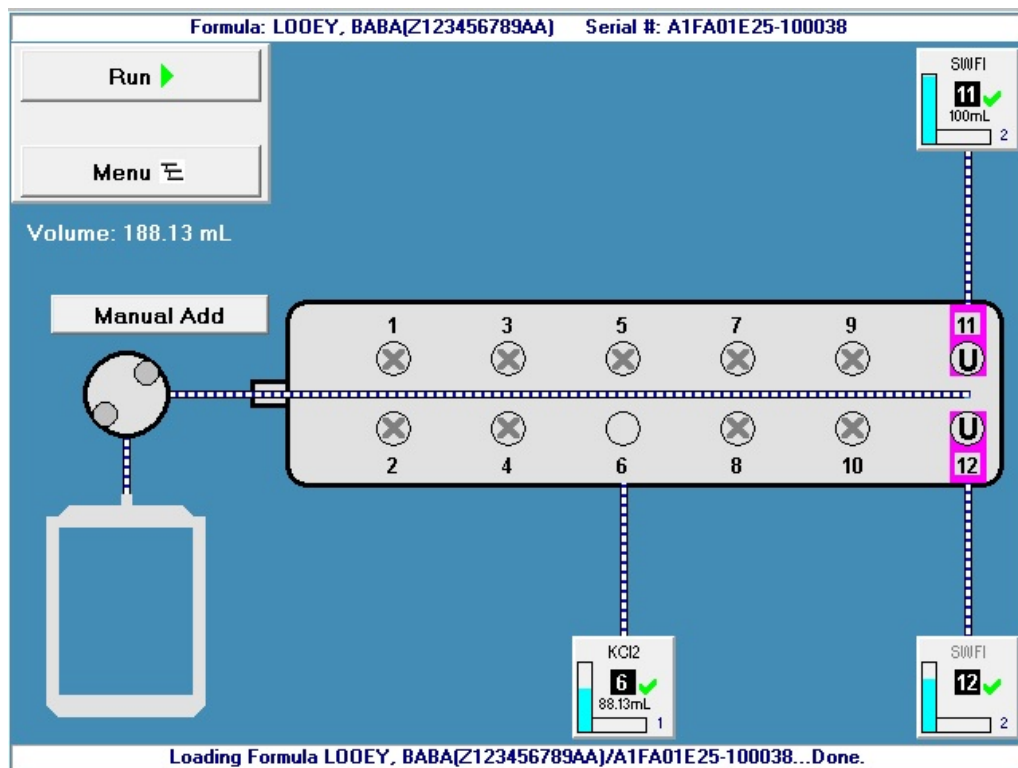 Formula: LOOEY, BABA(Z123456789AA) Serial #: A1FA01E25-100038
Run
Menu
Volume: 188.13 mL
Manual Add
SWFI
11
100mL
2
1 3 5 7 9 11
U
U
2 4 6 8 10 12
KCl2
6
88.13mL
1
SWFI
12
2
Loading Formula LOOEY, BABA(Z123456789AA)/A1FA01E25-100038...Done.